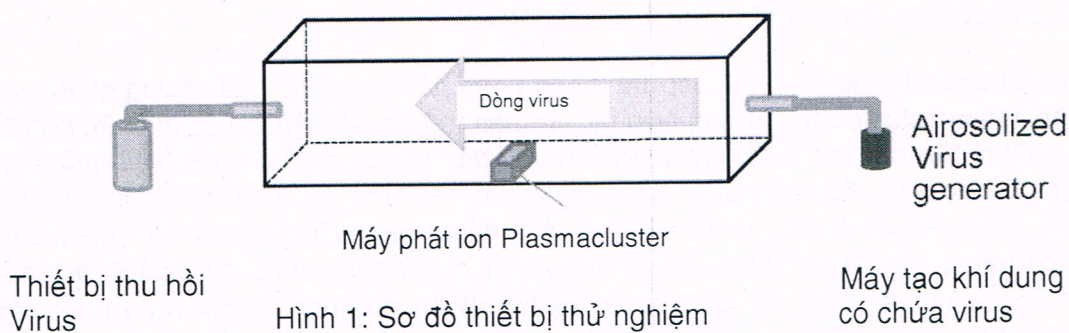 Dòng virus
Airosolized
Virus
generator
Máy phát ion Plasmacluster
Thiết bị thu hồi
Virus
Máy tạo khí dung
có chứa virus
Hình 1: Sơ đồ thiết bị thử nghiệm